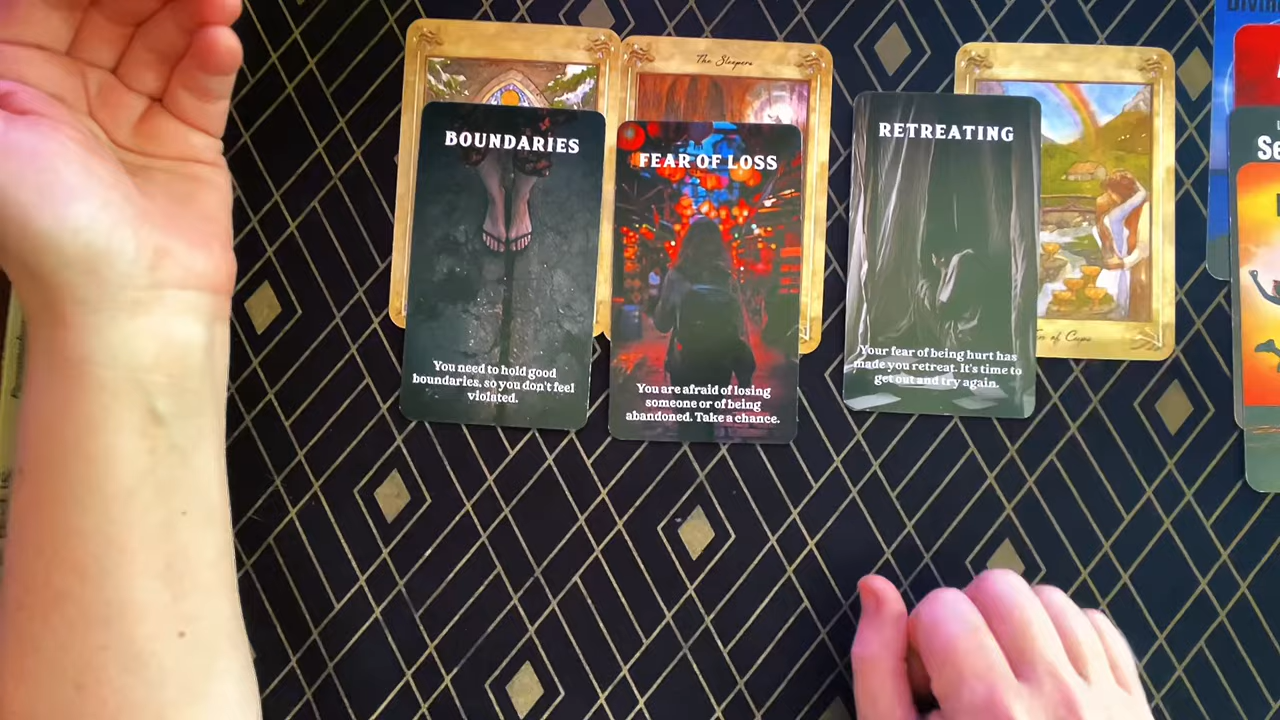 The Sleepers
BOUNDARIES
You need to hold good
boundaries, so you don't feel
violated.
FEAR OF LOSS
You are afraid of losing
someone or of being
abandoned. Take a chance.
RETREATING
Your fear of being hurt has
made you retreat. It's time to
get out and try again.
of Cups